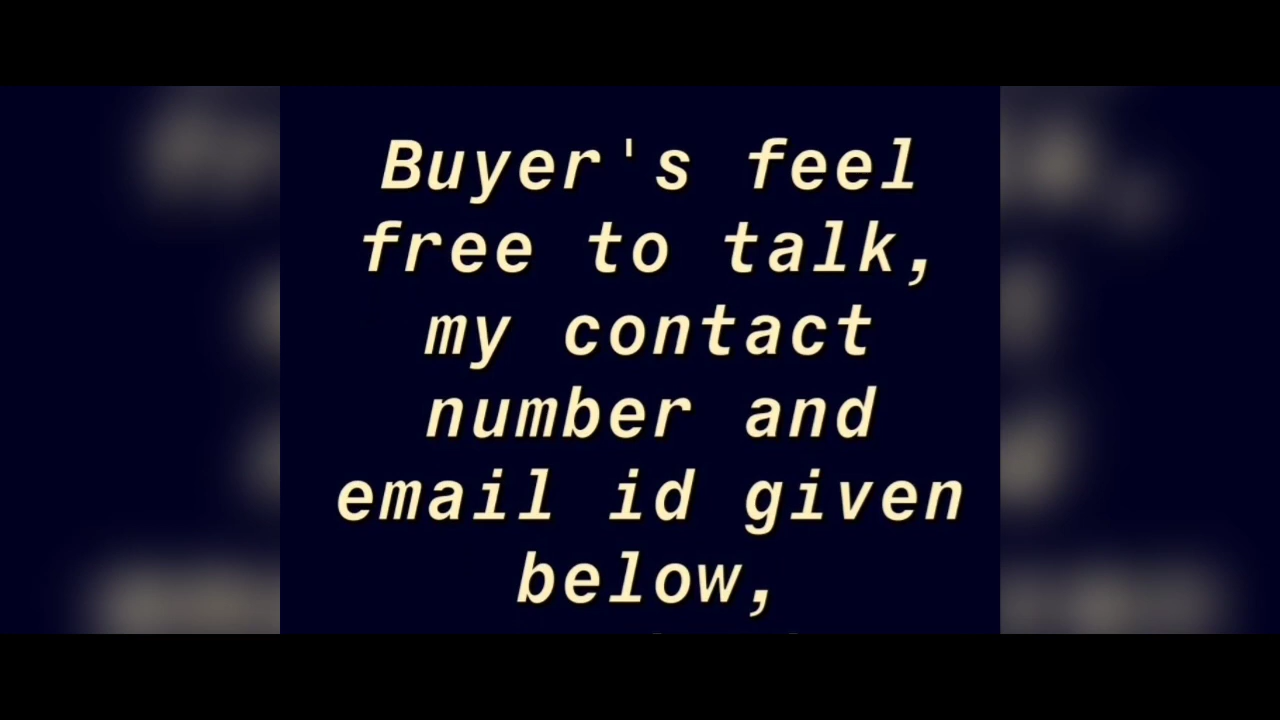 Buyer's feel
free to talk,
my contact
number and
email id given
below,